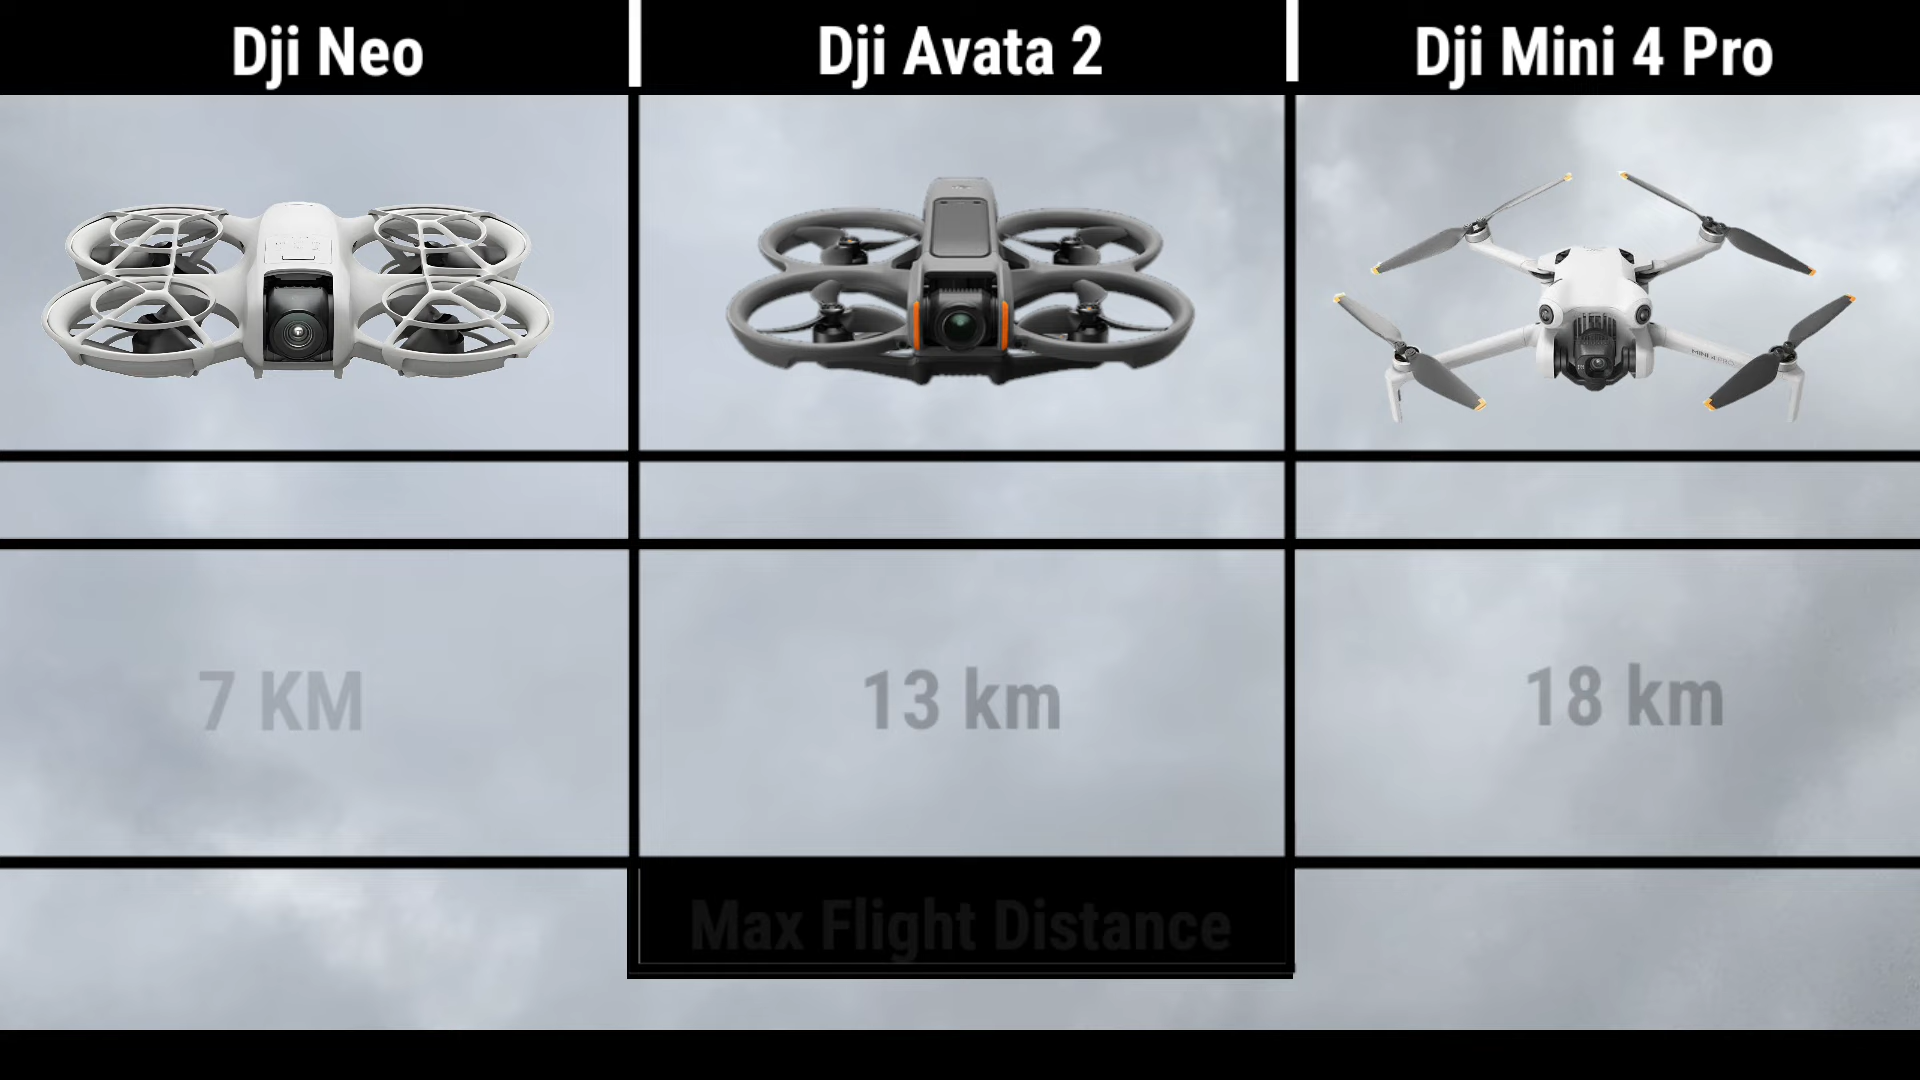 Dji Neo
Dji Avata 2
Dji Mini 4 Pro
7 KM
13 km
18 km
Max Flight Distance